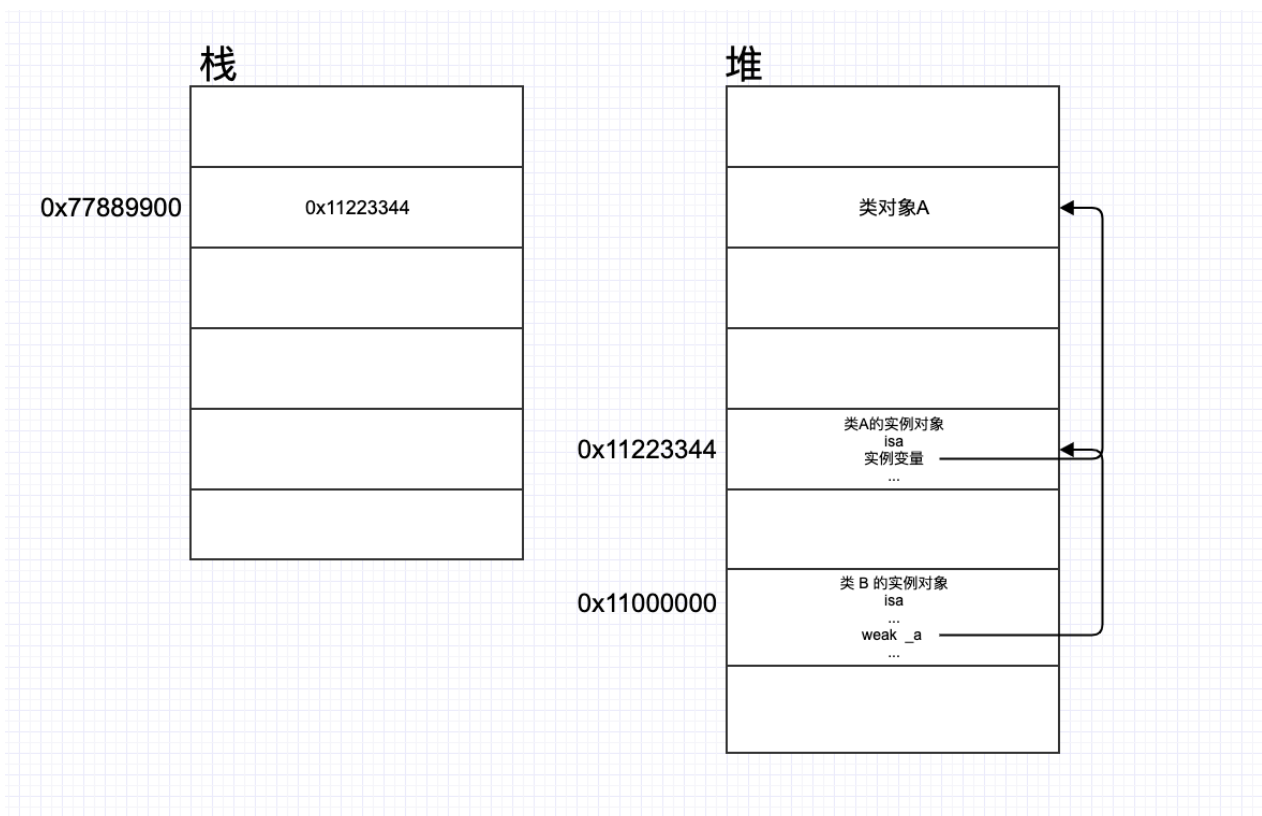 栈
堆
0x77889900
0x11223344
类对象A
0x11223344
类A的实例对象
isa
实例变量
...
0x11000000
类 B 的实例对象
isa
...
weak _a
...